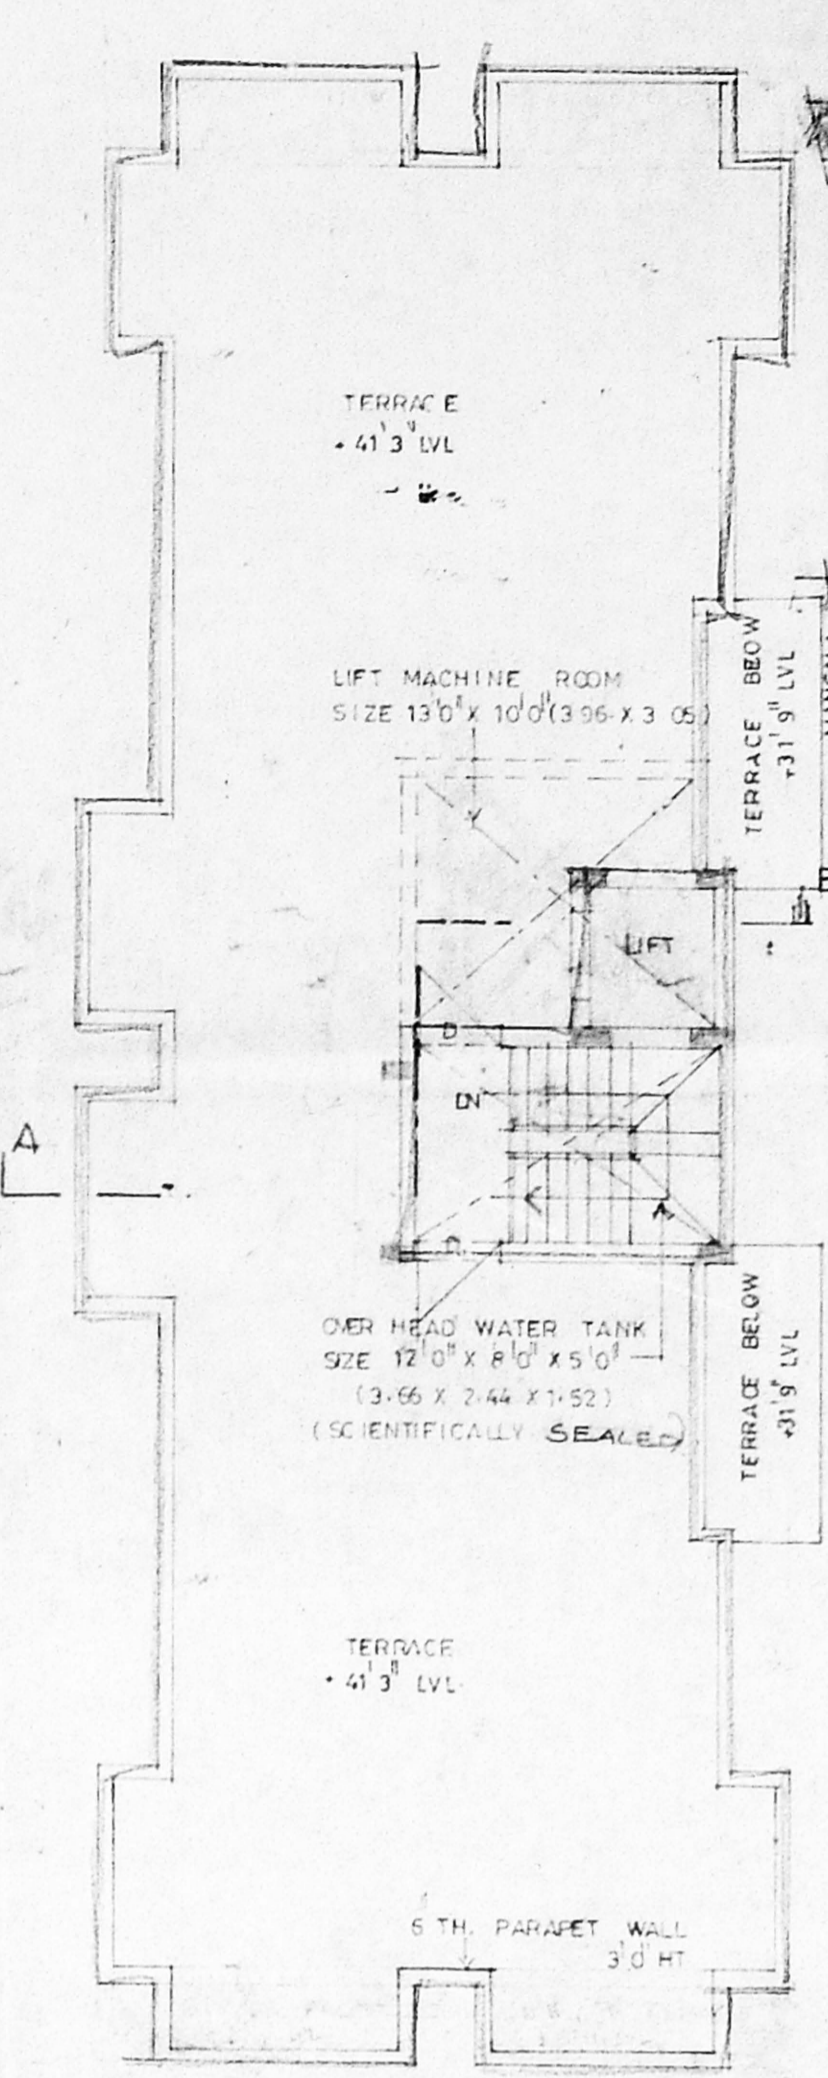 TERRACE
+ 41'3" LVL
LIFT MACHINE ROOM
SIZE 13'0" X 10'0" (3.96 X 3.05)
TERRACE BEOW
+31'9" LVL
LIFT
D
DN
A
D
OVER HEAD WATER TANK
SIZE 12'0" X 8'0" X 5'0"
(3.66 X 2.44 X 1.52)
(SCIENTIFICALLY SEALED)
TERRACE BELOW
+31'9" LVL
TERRACE
+ 41'3" LVL
6" TH. PARAPET WALL
3'0" HT